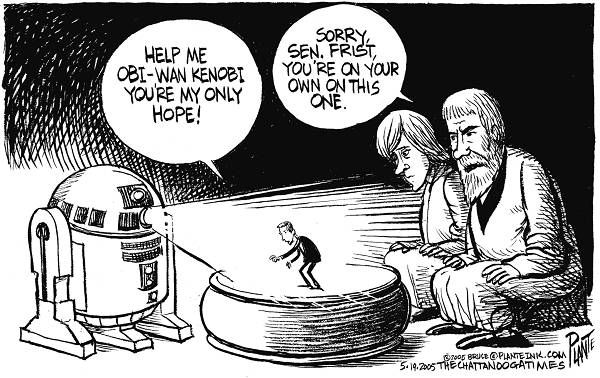 HELP ME
OBI-WAN KENOBI
YOU'RE MY ONLY
HOPE!
SORRY,
SEN. FRIST,
YOU'RE ON YOUR
OWN ON THIS
ONE.
©2005 BRUCE@PLANTEINK.COM
5.19.2005 THE CHATTANOOGA TIMES
PLANTE